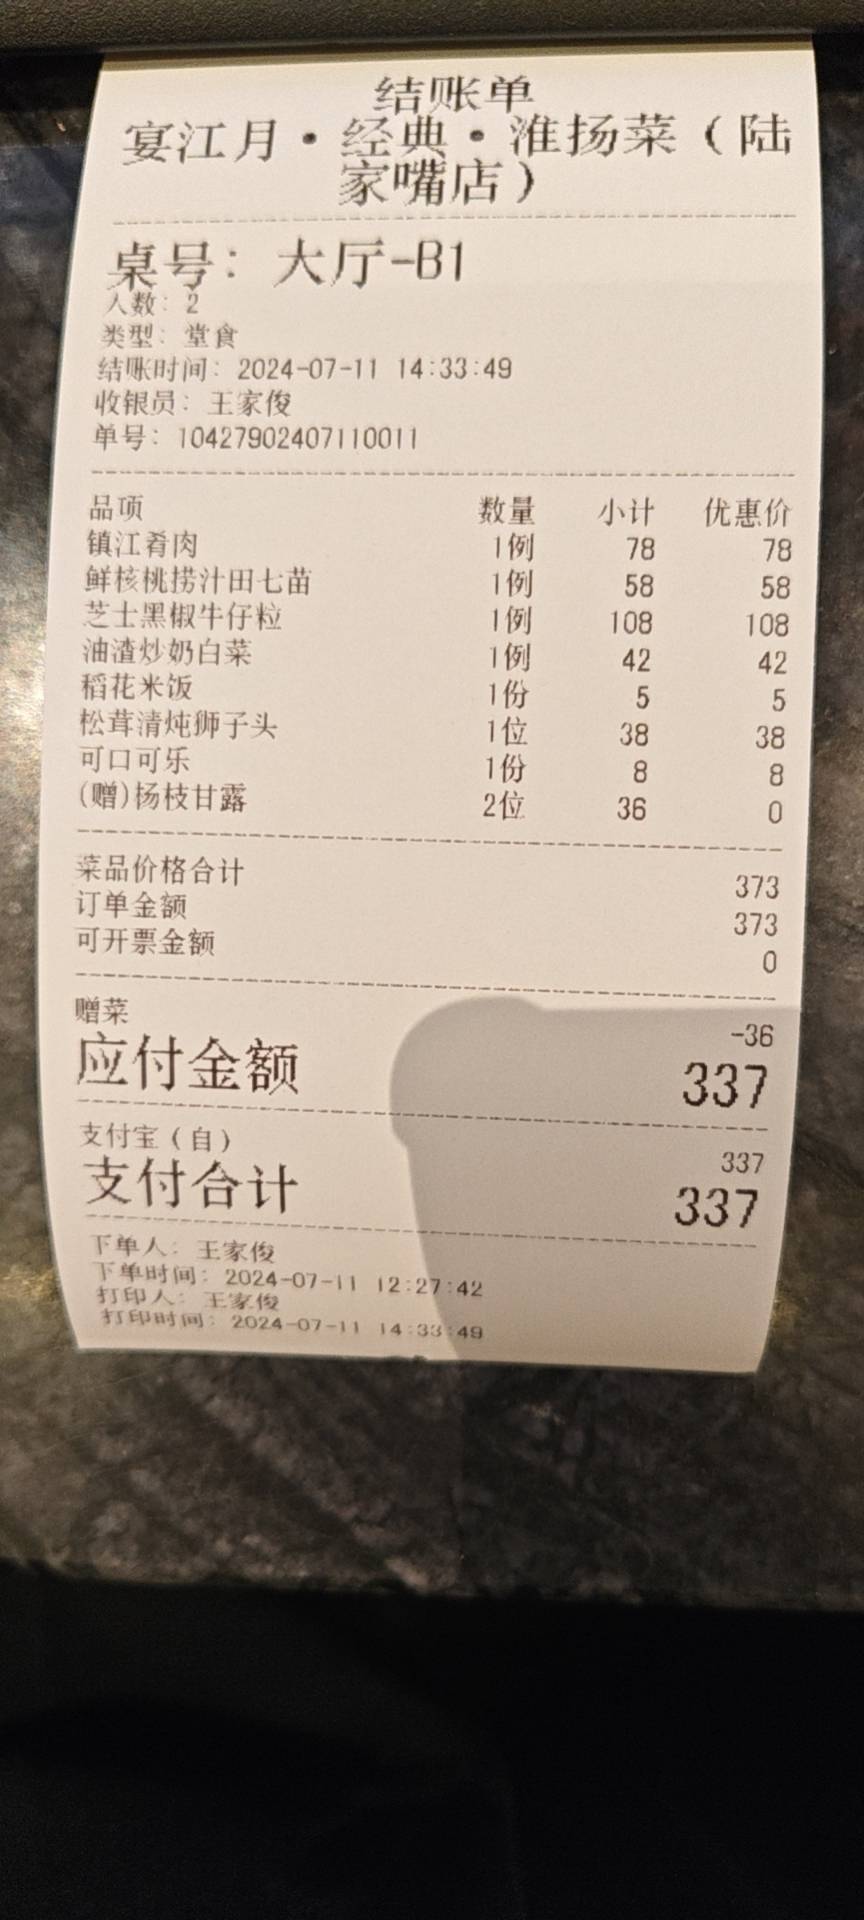 结账单
宴江月·经典·淮扬菜（陆
家嘴店）
桌号：大厅-B1
人数：2
类型：堂食
结账时间：2024-07-11 14:33:49
收银员：王家俊
单号：10427902407110011
品项 数量 小计 优惠价
镇江肴肉 1例 78 78
鲜核桃捞汁田七苗 1例 58 58
芝士黑椒牛仔粒 1例 108 108
油渣炒奶白菜 1例 42 42
稻花米饭 1份 5 5
松茸清炖狮子头 1位 38 38
可口可乐 1份 8 8
(赠)杨枝甘露 2位 36 0
菜品价格合计 373
订单金额 373
可开票金额 0
赠菜 -36
应付金额 337
支付宝（自） 337
支付合计 337
下单人：王家俊
下单时间：2024-07-11 12:27:42
打印人：王家俊
打印时间：2024-07-11 14:33:49